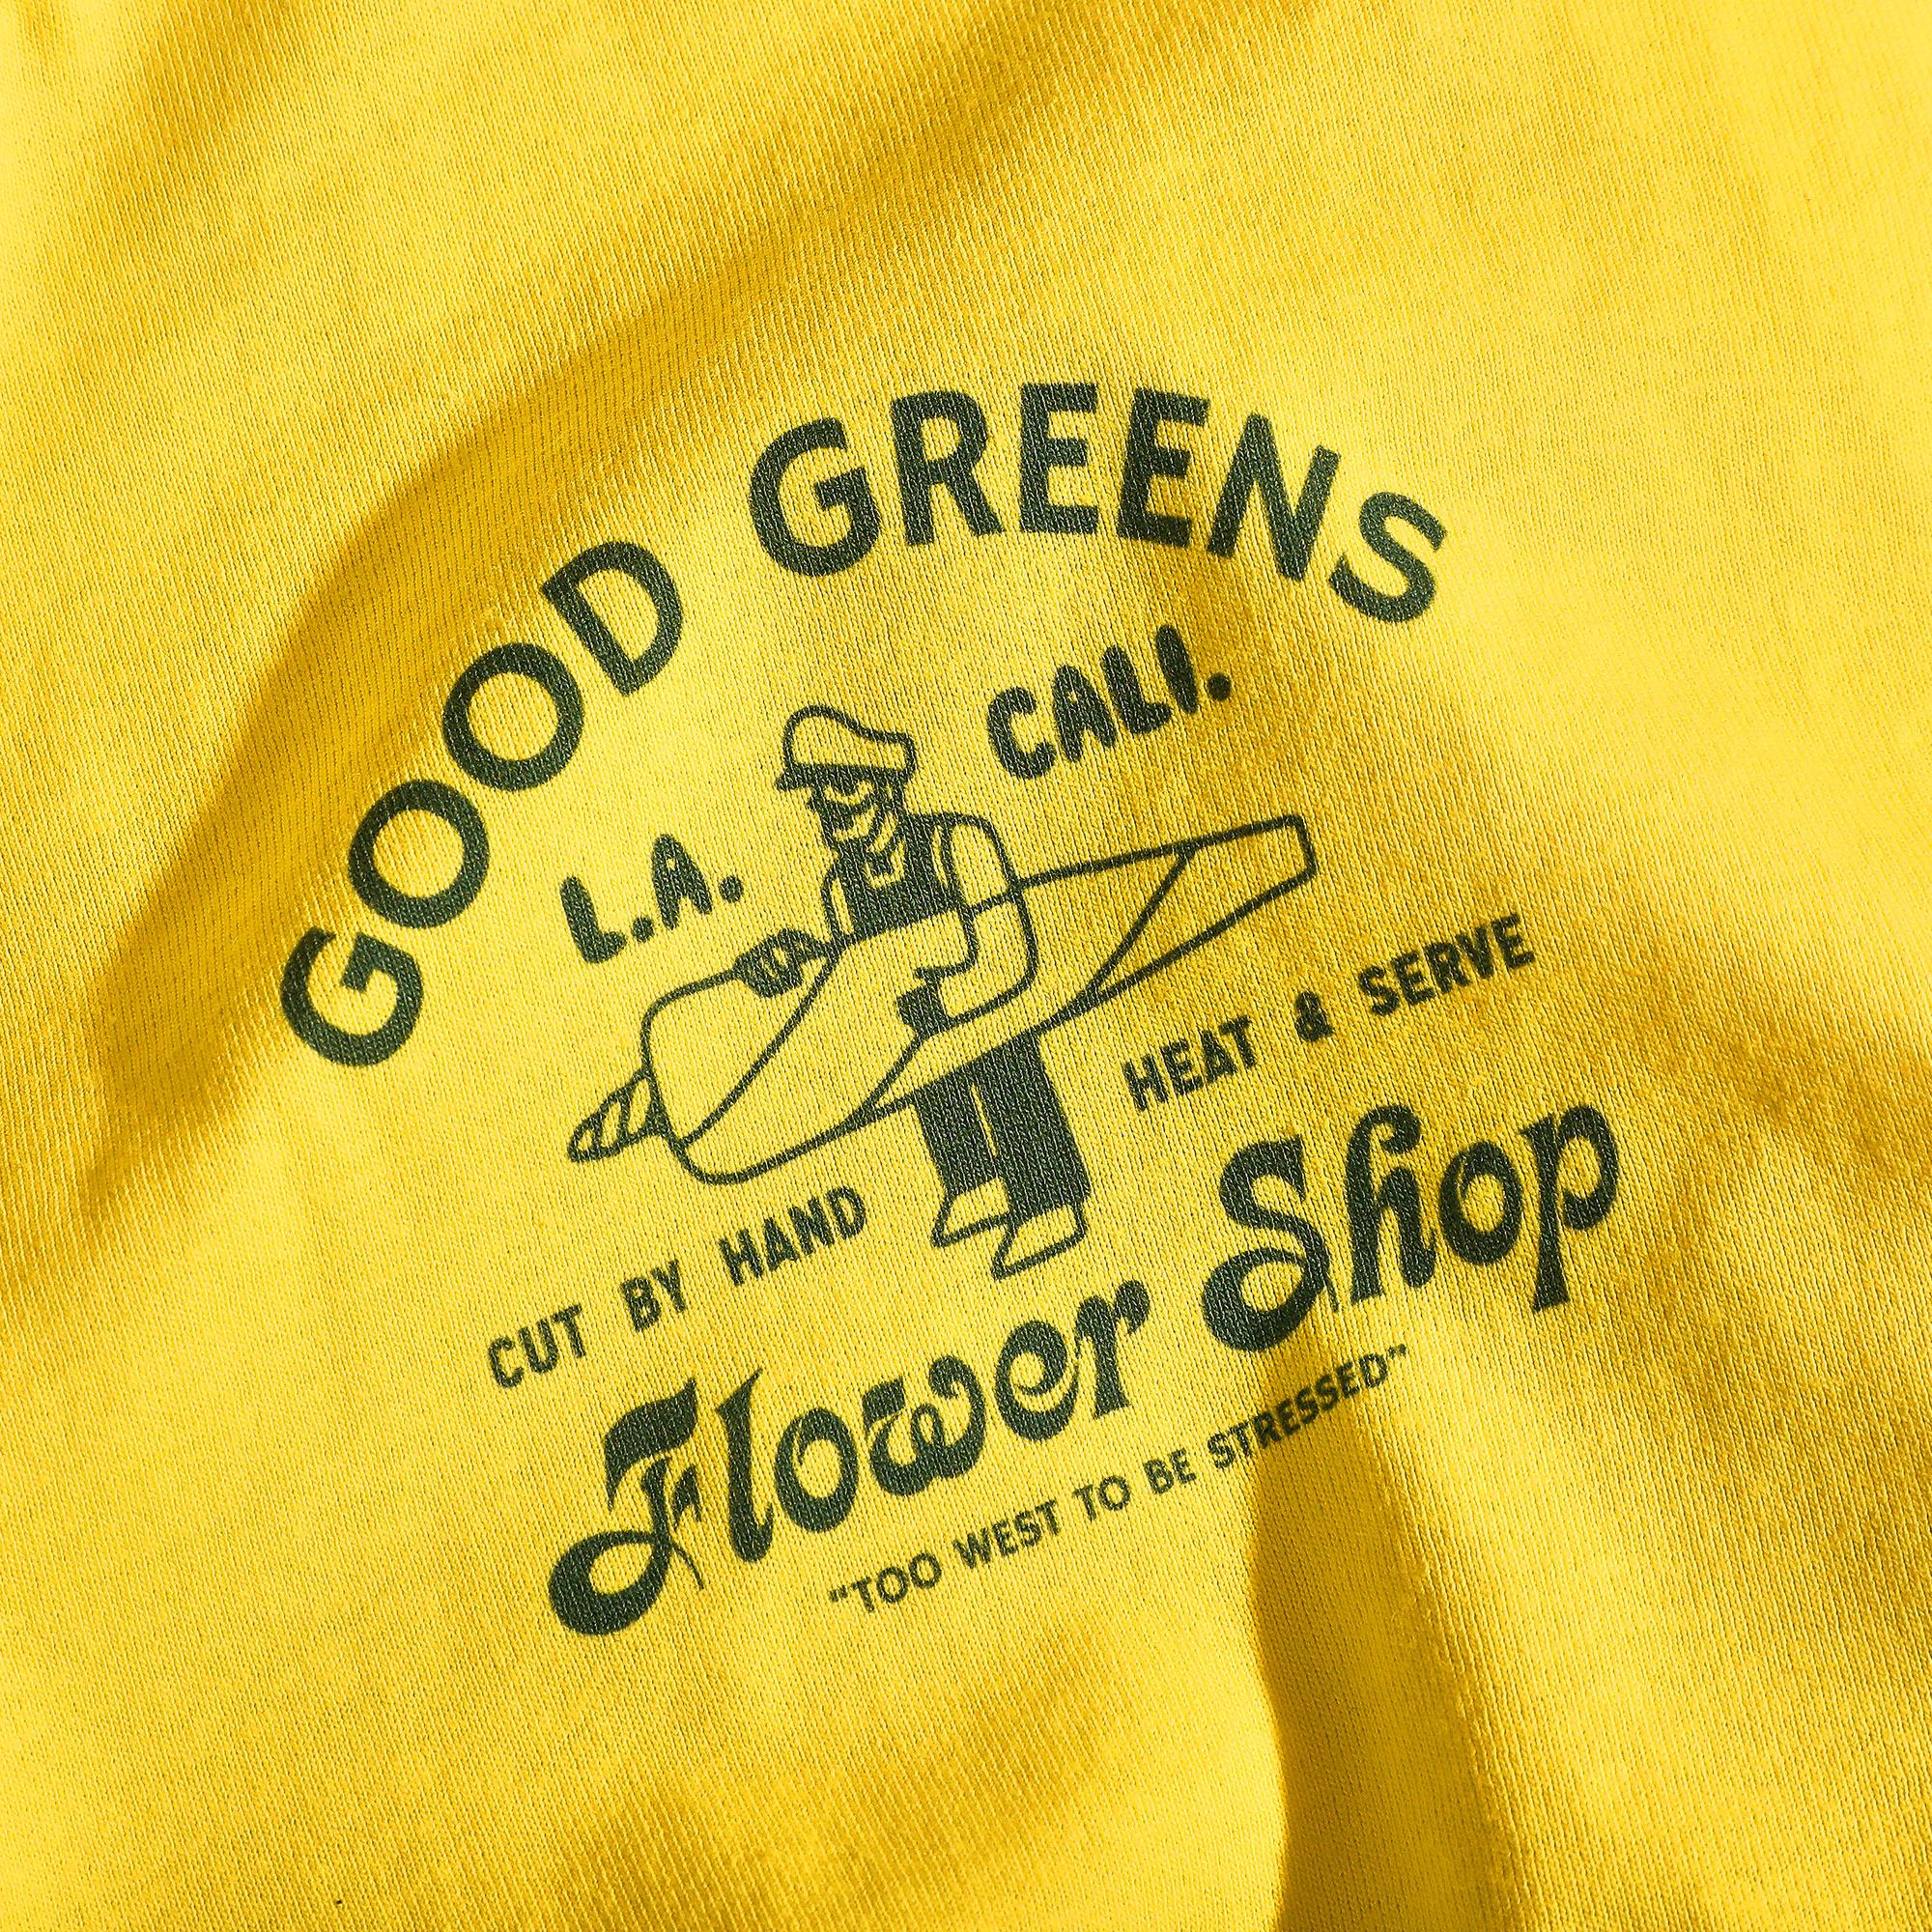 GOOD GREENS
L.A. CALI.
CUT BY HAND HEAT & SERVE
Flower Shop
"TOO WEST TO BE STRESSED"